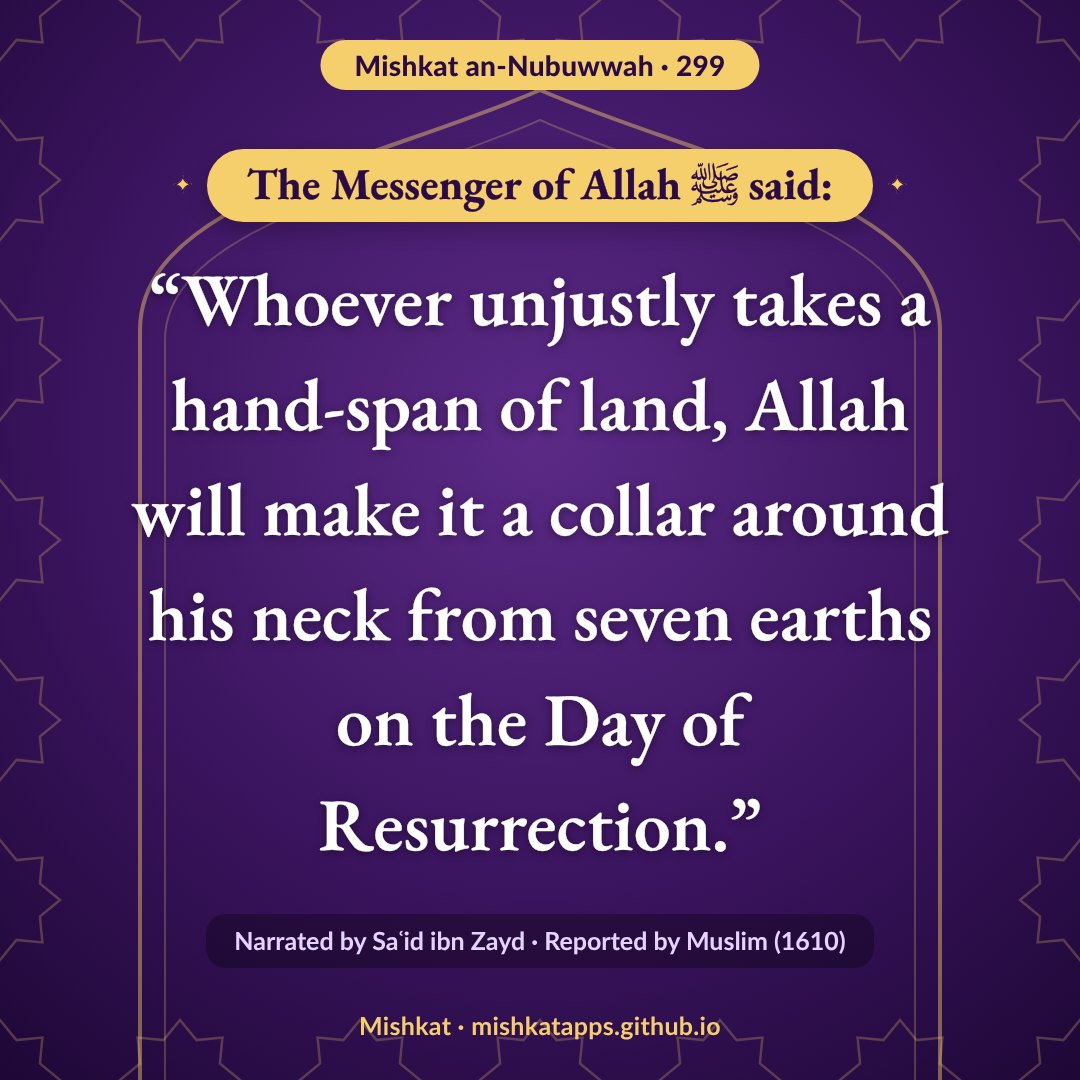 Mishkat an-Nubuwwah · 299
The Messenger of Allah ﷺ said:
“Whoever unjustly takes a
hand-span of land, Allah
will make it a collar around
his neck from seven earths
on the Day of
Resurrection.”
Narrated by Saʿid ibn Zayd · Reported by Muslim (1610)
Mishkat · mishkatapps.github.io